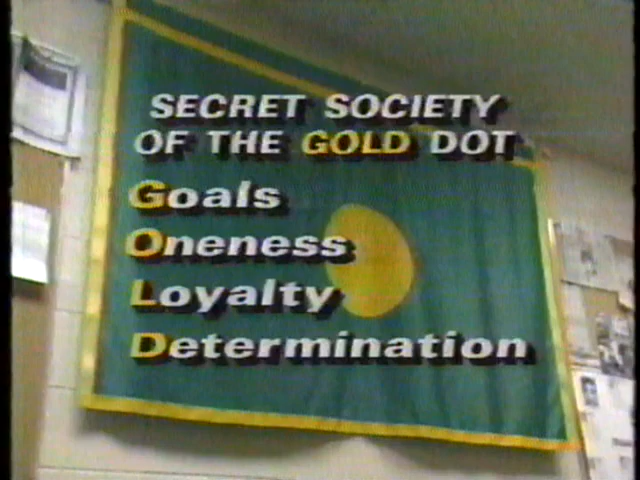 SECRET SOCIETY
OF THE GOLD DOT
Goals
Oneness
Loyalty
Determination